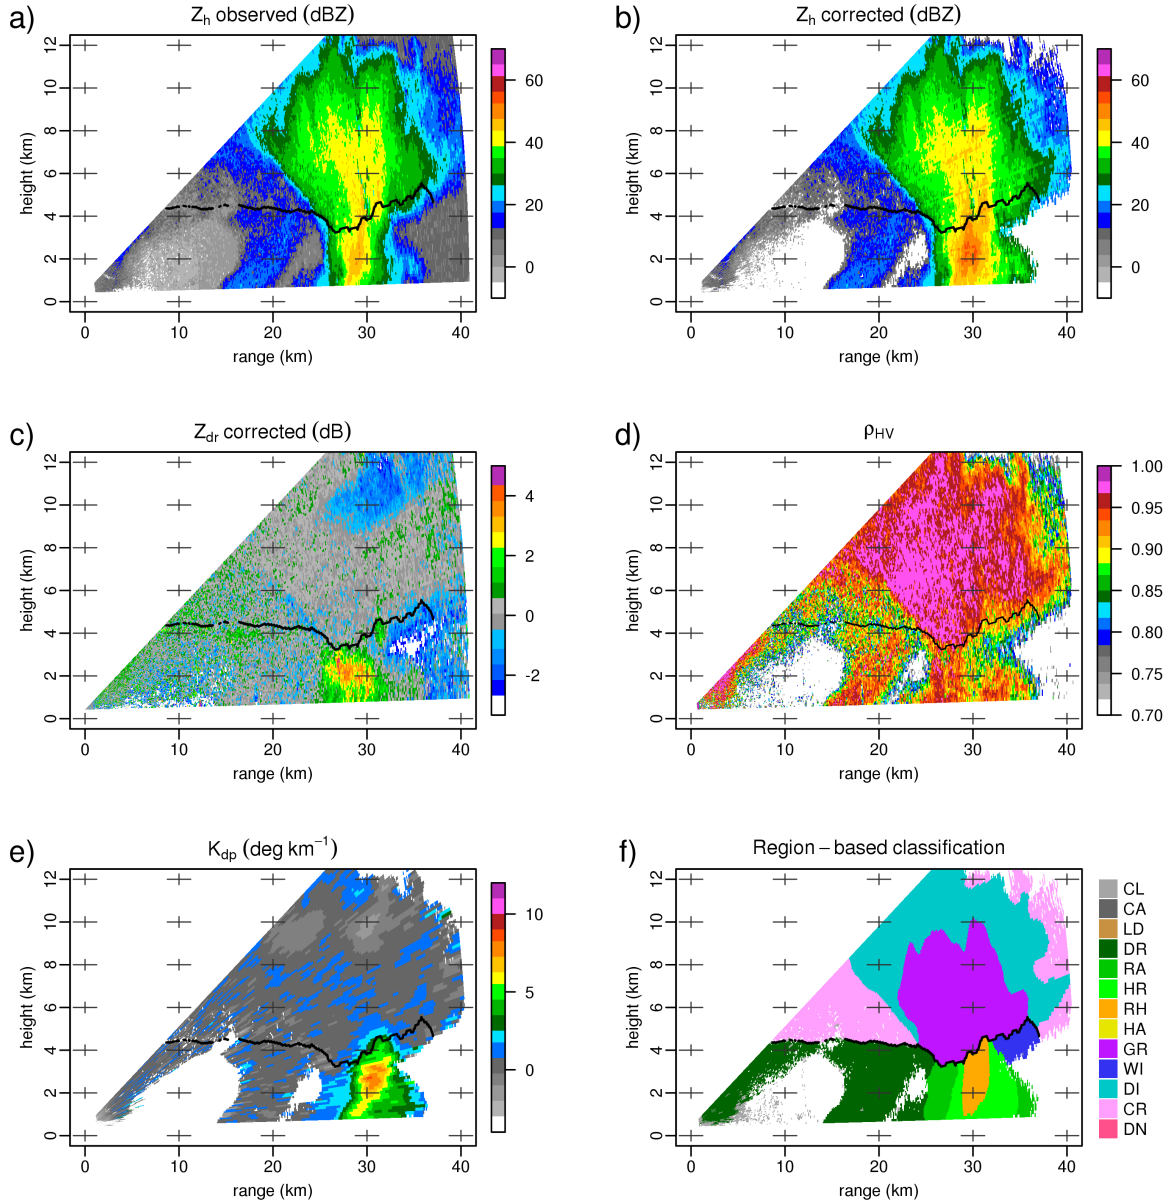 a)
Zh observed (dBZ)
12
10
8
6
4
2
0
height (km)
0 10 20 30 40
range (km)
60
40
20
0
b)
Zh corrected (dBZ)
12
10
8
6
4
2
0
height (km)
0 10 20 30 40
range (km)
60
40
20
0
c)
Zdr corrected (dB)
12
10
8
6
4
2
0
height (km)
0 10 20 30 40
range (km)
4
2
0
-2
d)
ρHV
12
10
8
6
4
2
0
height (km)
0 10 20 30 40
range (km)
1.00
0.95
0.90
0.85
0.80
0.75
0.70
e)
Kdp (deg km−1)
12
10
8
6
4
2
0
height (km)
0 10 20 30 40
range (km)
10
5
0
f)
Region − based classification
12
10
8
6
4
2
0
height (km)
0 10 20 30 40
range (km)
CL
CA
LD
DR
RA
HR
RH
HA
GR
WI
DI
CR
DN